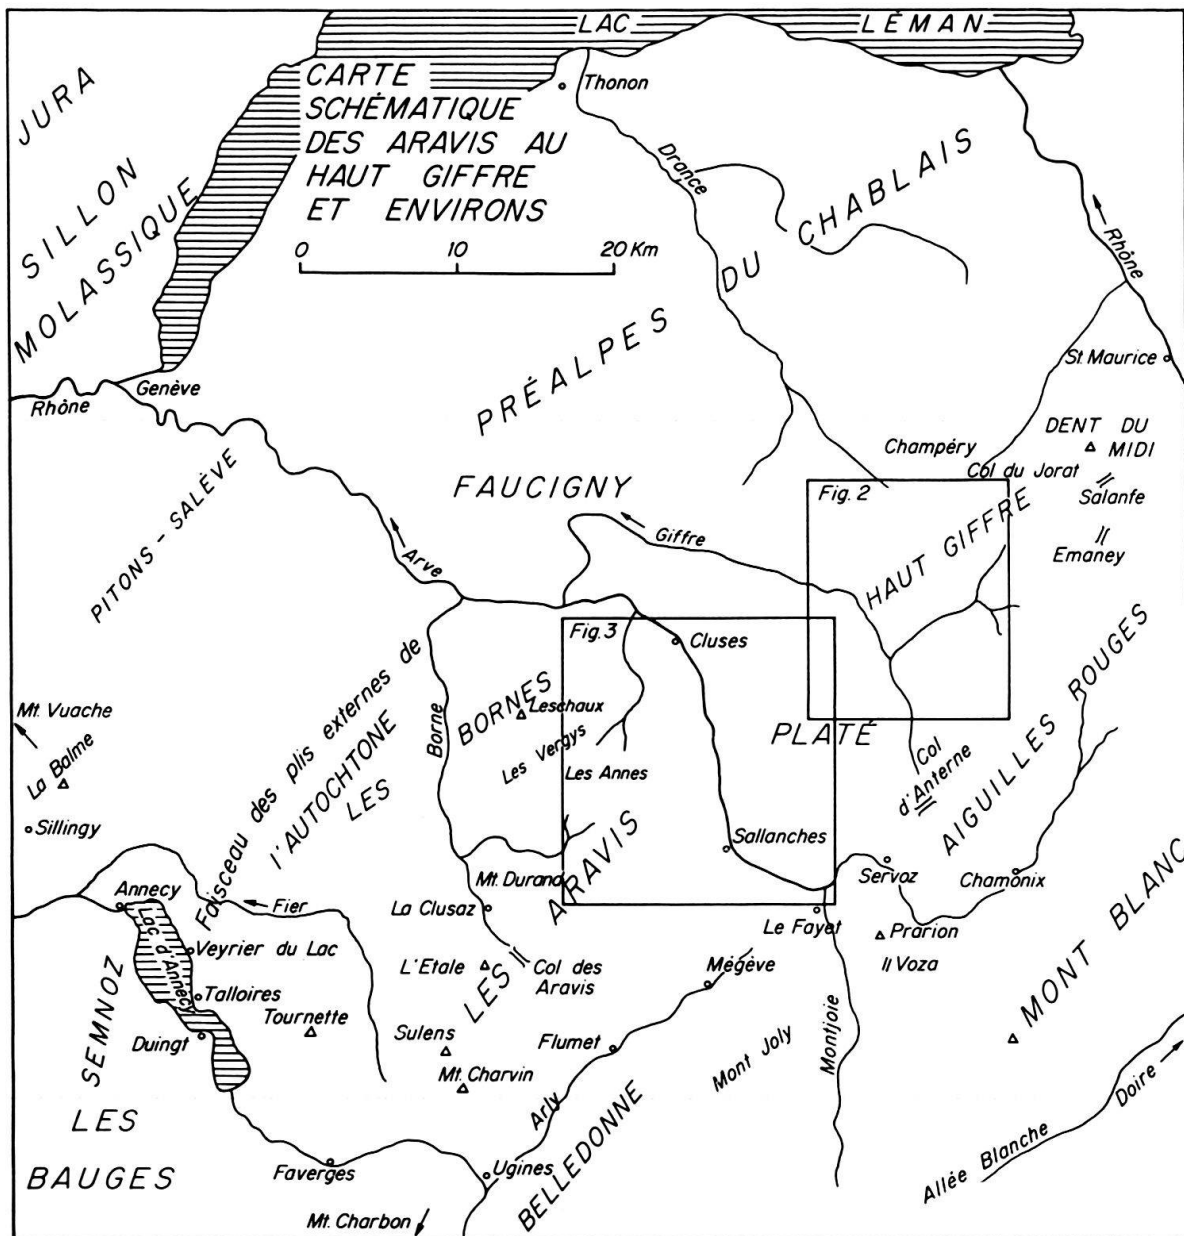 LAC LÉMAN
CARTE
SCHÉMATIQUE
DES ARAVIS AU
HAUT GIFFRE
ET ENVIRONS
0 10 20 Km
Thonon
JURA
SILLON
MOLASSIQUE
Drance
PRÉALPES DU CHABLAIS
Rhône
St. Maurice
Genève
Rhône
DENT DU
MIDI
Champéry
Col du Jorat
Salanfe
Emaney
PITONS-SALÈVE
FAUCIGNY
Fig. 2
Giffre
HAUT GIFFRE
Arve
Fig. 3
Cluses
Mt. Vuache
La Balme
Sillingy
Faisceau des plis externes de
l'AUTOCHTONE
LES
BORNES
Borne
Leschaux
Les Vergys
Les Annes
PLATÉ
Col
d'Anterne
AIGUILLES ROUGES
Sallanches
Servoz
Chamonix
Mt. Durand
LES ARAVIS
Annecy
Fier
La Clusaz
Le Fayet
Prarion
Voza
MONT BLANC
Lac d'Annecy
Veyrier du Lac
L'Etale
Col des
Aravis
Mégève
Talloires
Tournette
SEMNOZ
Duingt
Sulens
Flumet
Mont Joly
Montjoie
Mt. Charvin
Arly
BELLEDONNE
Doire
Allée Blanche
LES
BAUGES
Faverges
Ugines
Mt. Charbon